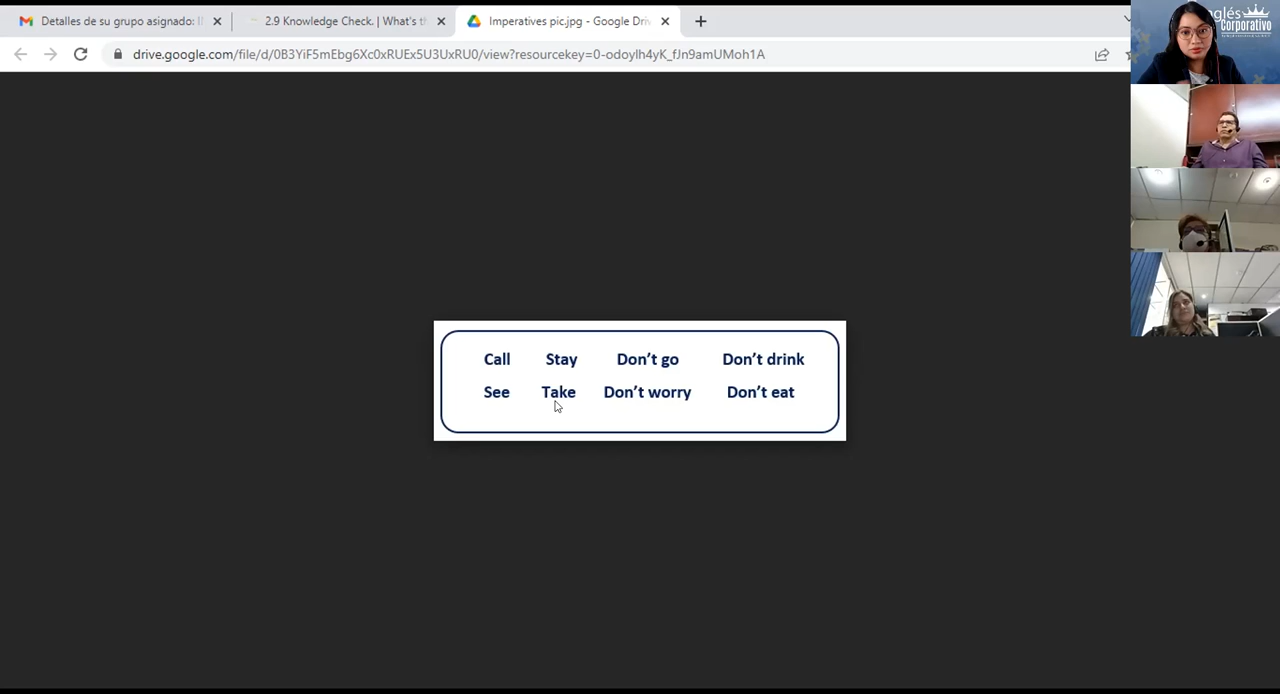 Detalles de su grupo asignado: I
2.9 Knowledge Check. | What's th
Imperatives pic.jpg - Google Driv
drive.google.com/file/d/0B3YiF5mEbg6Xc0xRUEx5U3UxRU0/view?resourcekey=0-odoylh4yK_fJn9amUMoh1A
Inglés
Corporativo
Call Stay Don't go Don't drink
See Take Don't worry Don't eat